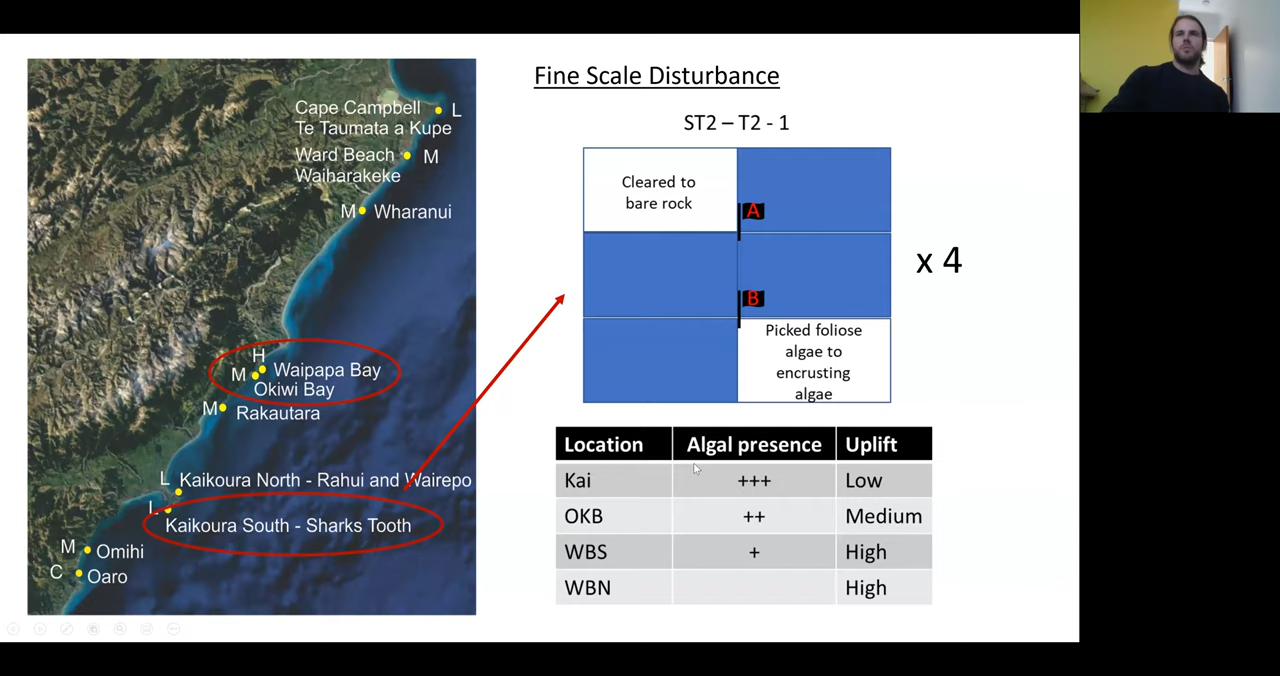 Fine Scale Disturbance
Cape Campbell
L
Te Taumata a Kupe
Ward Beach
M
Waiharakeke
M
Wharanui
H
M
Waipapa Bay
Okiwi Bay
M
Rakautara
L
Kaikoura North - Rahui and Wairepo
L
Kaikoura South - Sharks Tooth
M
Omihi
C
Oaro
ST2 – T2 - 1
Cleared to
bare rock
A
B
Picked foliose
algae to
encrusting
algae
x 4
Location Algal presence Uplift
Kai +++ Low
OKB ++ Medium
WBS + High
WBN High